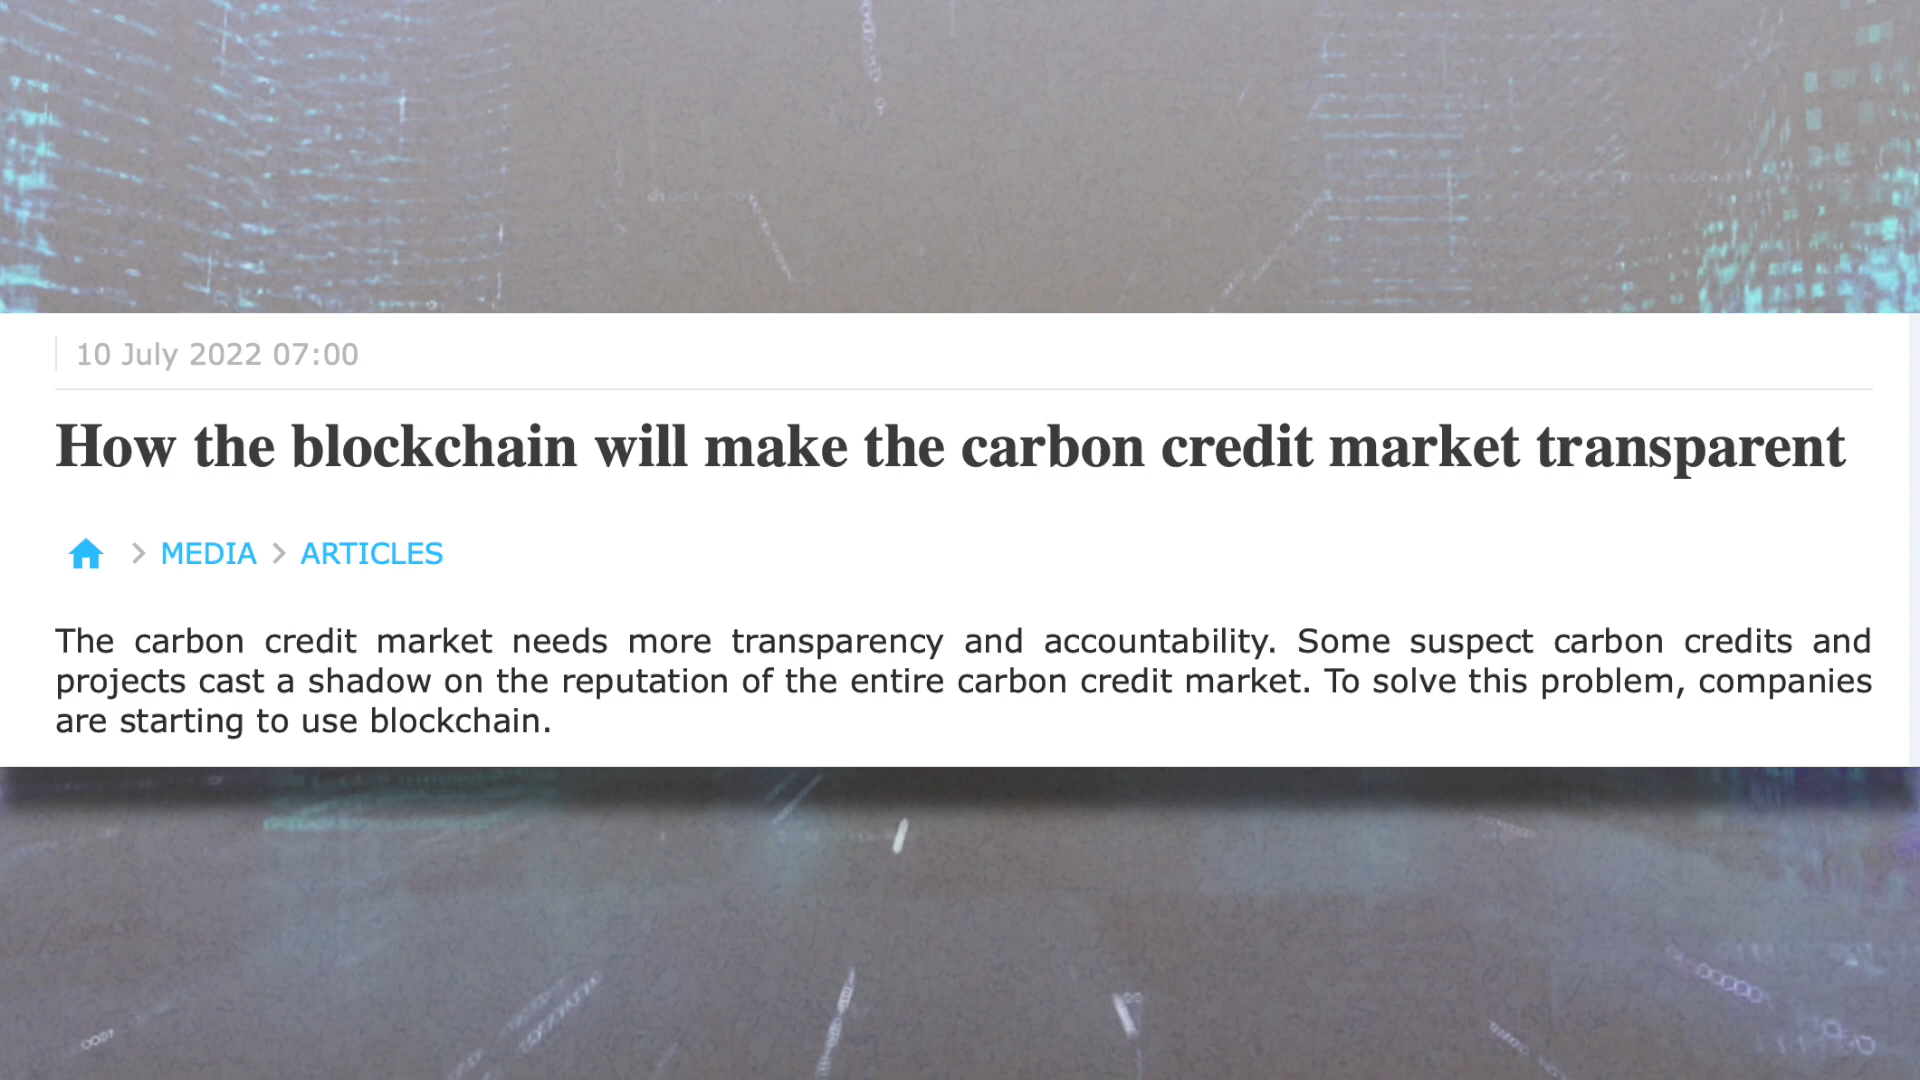 10 July 2022 07:00
How the blockchain will make the carbon credit market transparent
> MEDIA > ARTICLES
The carbon credit market needs more transparency and accountability. Some suspect carbon credits and
projects cast a shadow on the reputation of the entire carbon credit market. To solve this problem, companies
are starting to use blockchain.